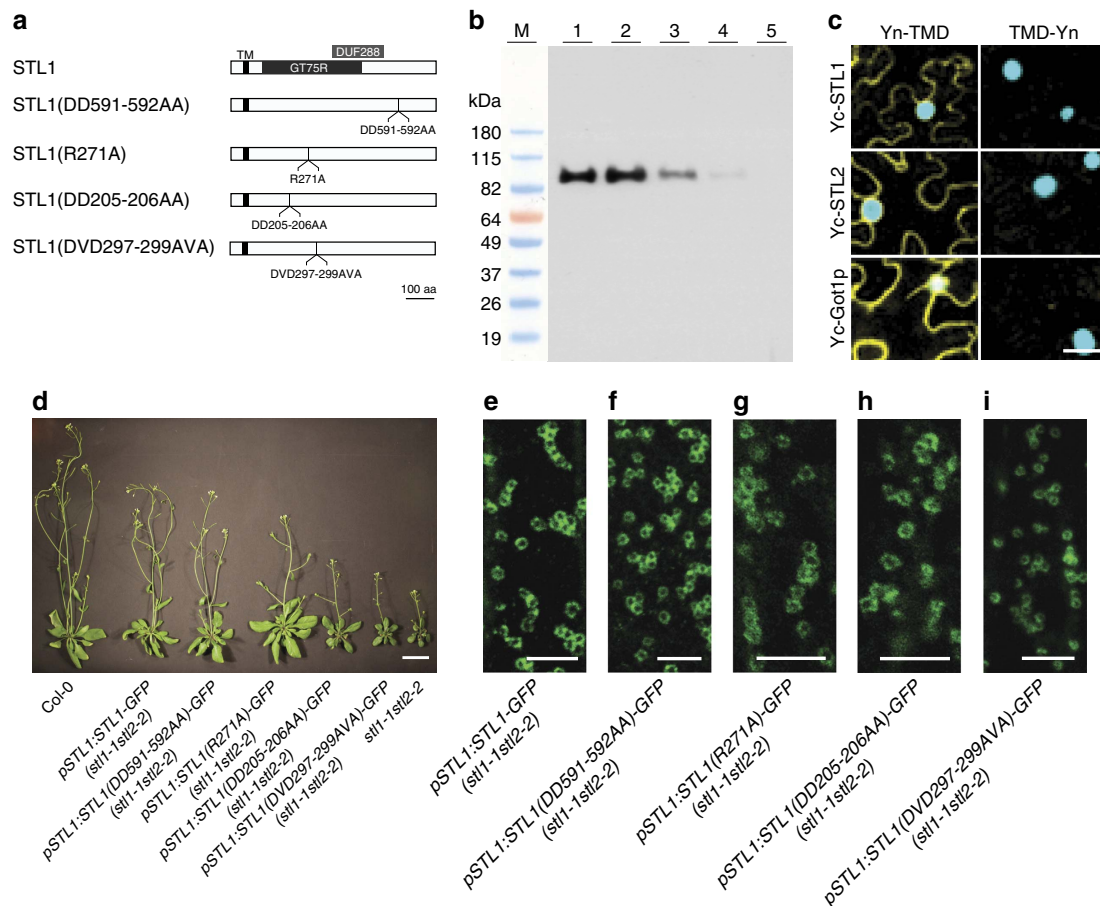 a
TM
DUF288
STL1
GT75R
STL1(DD591-592AA)
DD591-592AA
STL1(R271A)
R271A
STL1(DD205-206AA)
DD205-206AA
STL1(DVD297-299AVA)
DVD297-299AVA
100 aa
b
M 1 2 3 4 5
kDa
180
115
82
64
49
37
26
19
c
Yn-TMD TMD-Yn
Yc-STL1
Yc-STL2
Yc-Got1p
d
Col-0
pSTL1:STL1-GFP
(stl1-1stl2-2)
pSTL1:STL1(DD591-592AA)-GFP
(stl1-1stl2-2)
pSTL1:STL1(R271A)-GFP
(stl1-1stl2-2)
pSTL1:STL1(DD205-206AA)-GFP
(stl1-1stl2-2)
pSTL1:STL1(DVD297-299AVA)-GFP
(stl1-1stl2-2)
stl1-1stl2-2
e
pSTL1:STL1-GFP
(stl1-1stl2-2)
f
pSTL1:STL1(DD591-592AA)-GFP
(stl1-1stl2-2)
g
pSTL1:STL1(R271A)-GFP
(stl1-1stl2-2)
h
pSTL1:STL1(DD205-206AA)-GFP
(stl1-1stl2-2)
i
pSTL1:STL1(DVD297-299AVA)-GFP
(stl1-1stl2-2)